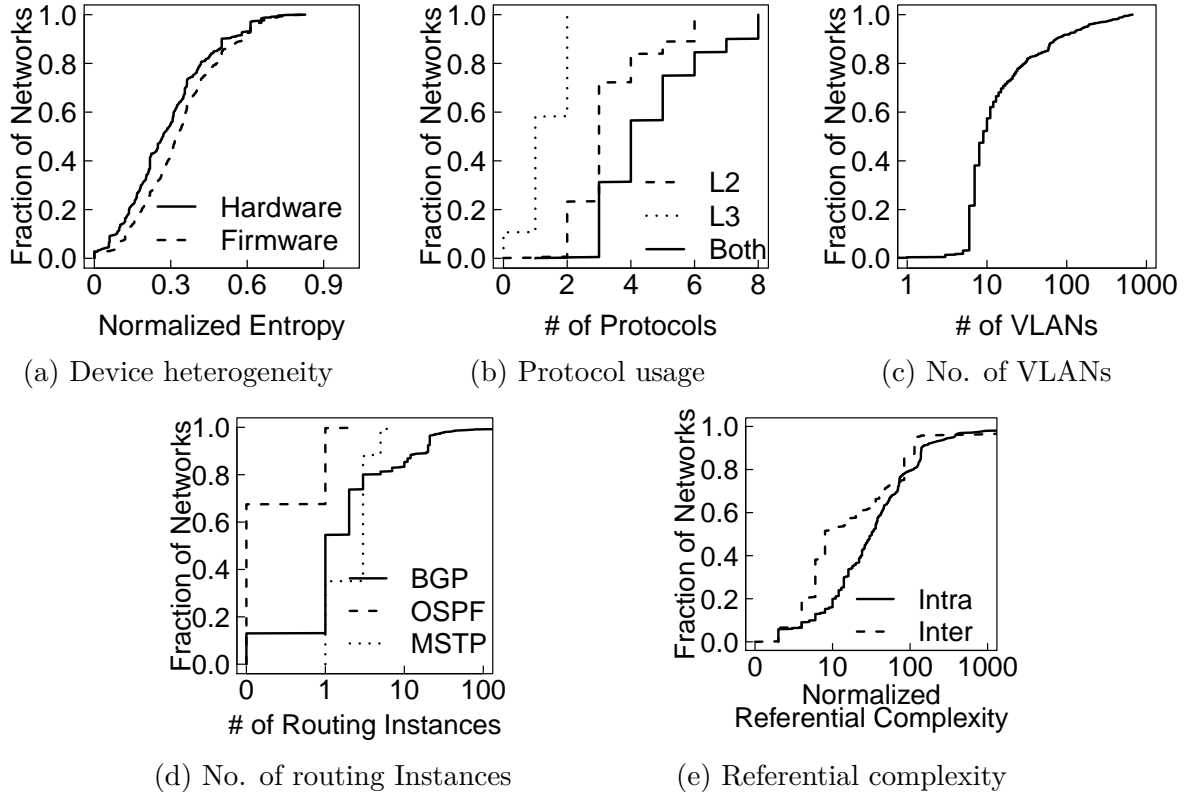 Fraction of Networks
1.0
0.8
0.6
0.4
0.2
0.0
Hardware
Firmware
0 0.3 0.6 0.9
Normalized Entropy
(a) Device heterogeneity
Fraction of Networks
1.0
0.8
0.6
0.4
0.2
0.0
L2
L3
Both
0 2 4 6 8
# of Protocols
(b) Protocol usage
Fraction of Networks
1.0
0.8
0.6
0.4
0.2
0.0
1 10 100 1000
# of VLANs
(c) No. of VLANs
Fraction of Networks
1.0
0.8
0.6
0.4
0.2
0.0
BGP
OSPF
MSTP
0 1 10 100
# of Routing Instances
(d) No. of routing Instances
Fraction of Networks
1.0
0.8
0.6
0.4
0.2
0.0
Intra
Inter
0 10 100 1000
Normalized
Referential Complexity
(e) Referential complexity